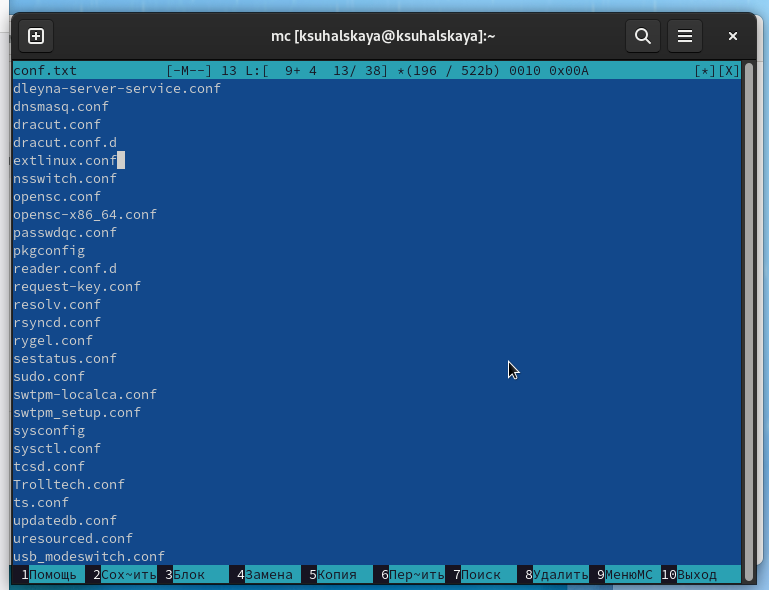 mc [ksuhalskaya@ksuhalskaya]:~
conf.txt [-M--] 13 L:[ 9+ 4 13/ 38] *(196 / 522b) 0010 0x00A [*][X]
dleyna-server-service.conf
dnsmasq.conf
dracut.conf
dracut.conf.d
extlinux.conf
nsswitch.conf
opensc.conf
opensc-x86_64.conf
passwdqc.conf
pkgconfig
reader.conf.d
request-key.conf
resolv.conf
rsyncd.conf
rygel.conf
sestatus.conf
sudo.conf
swtpm-localca.conf
swtpm_setup.conf
sysconfig
sysctl.conf
tcsd.conf
Trolltech.conf
ts.conf
updatedb.conf
uresourced.conf
usb_modeswitch.conf
1Помощь 2Сох~ить 3Блок 4Замена 5Копия 6Пер~ить 7Поиск 8Удалить 9МенюMC 10Выход